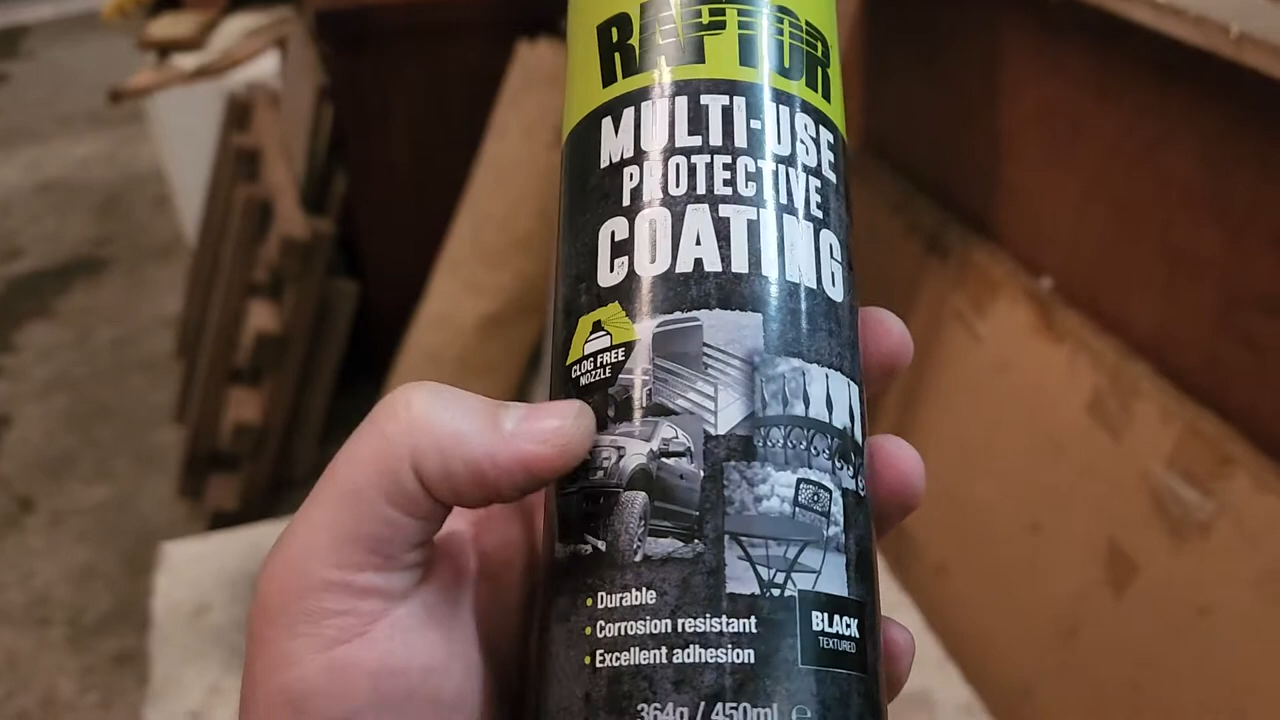 RAPTOR
MULTI-USE
PROTECTIVE
COATING
CLOG FREE
NOZZLE
• Durable
• Corrosion resistant
• Excellent adhesion
BLACK
TEXTURED
364g / 450ml ℮